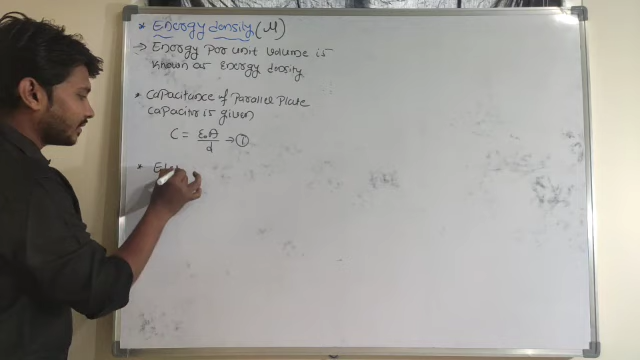 * Energy density (U)
→ Energy Per unit volume is
known as Energy density
* Capacitance of Parallel Plate
capacitor is given
C = ε₀A/d → ①
* El